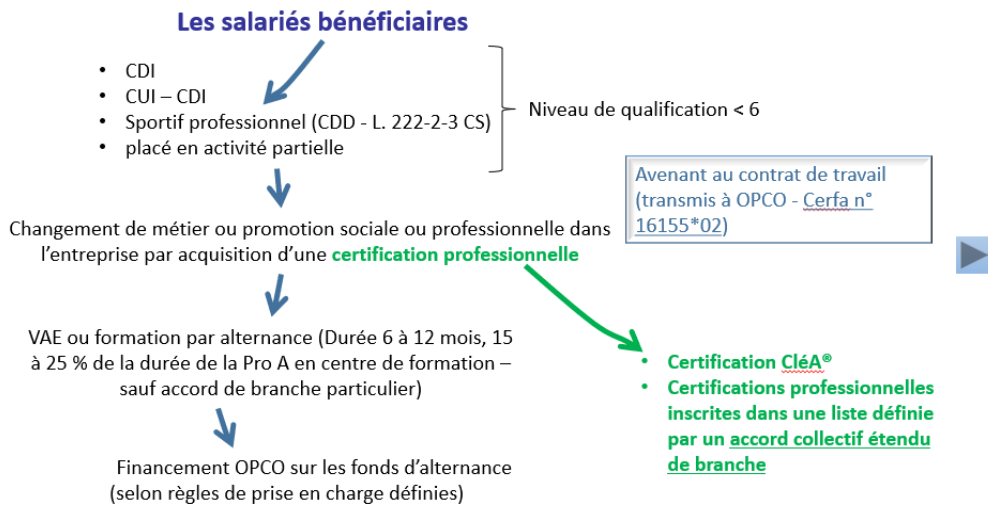 Les salariés bénéficiaires
• CDI
• CUI – CDI
• Sportif professionnel (CDD - L. 222-2-3 CS)
• placé en activité partielle
Niveau de qualification < 6
Avenant au contrat de travail
(transmis à OPCO - Cerfa n°
16155*02)
Changement de métier ou promotion sociale ou professionnelle dans
l’entreprise par acquisition d’une certification professionnelle
VAE ou formation par alternance (Durée 6 à 12 mois, 15
à 25 % de la durée de la Pro A en centre de formation –
sauf accord de branche particulier)
• Certification CléA®
• Certifications professionnelles
inscrites dans une liste définie
par un accord collectif étendu
de branche
Financement OPCO sur les fonds d’alternance
(selon règles de prise en charge définies)